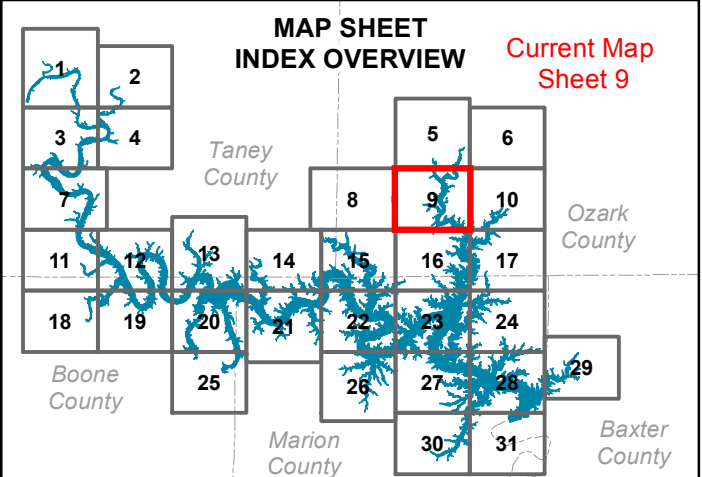 MAP SHEET
INDEX OVERVIEW
Current Map
Sheet 9
1
2
3
4
Taney
County
5
6
7
8
9
10
Ozark
County
11
12
13
14
15
16
17
18
19
20
21
22
23
24
Boone
County
25
26
27
28
29
Marion
County
30
31
Baxter
County